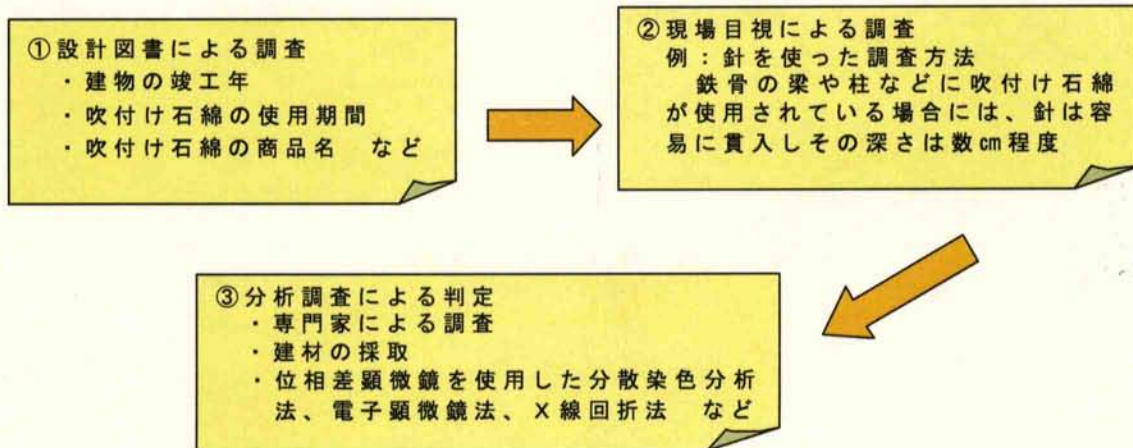 ①設計図書による調査
・建物の竣工年
・吹付け石綿の使用期間
・吹付け石綿の商品名　など
②現場目視による調査
例：針を使った調査方法
鉄骨の梁や柱などに吹付け石綿
が使用されている場合には、針は容
易に貫入しその深さは数㎝程度
③分析調査による判定
・専門家による調査
・建材の採取
・位相差顕微鏡を使用した分散染色分析
法、電子顕微鏡法、X線回折法　など